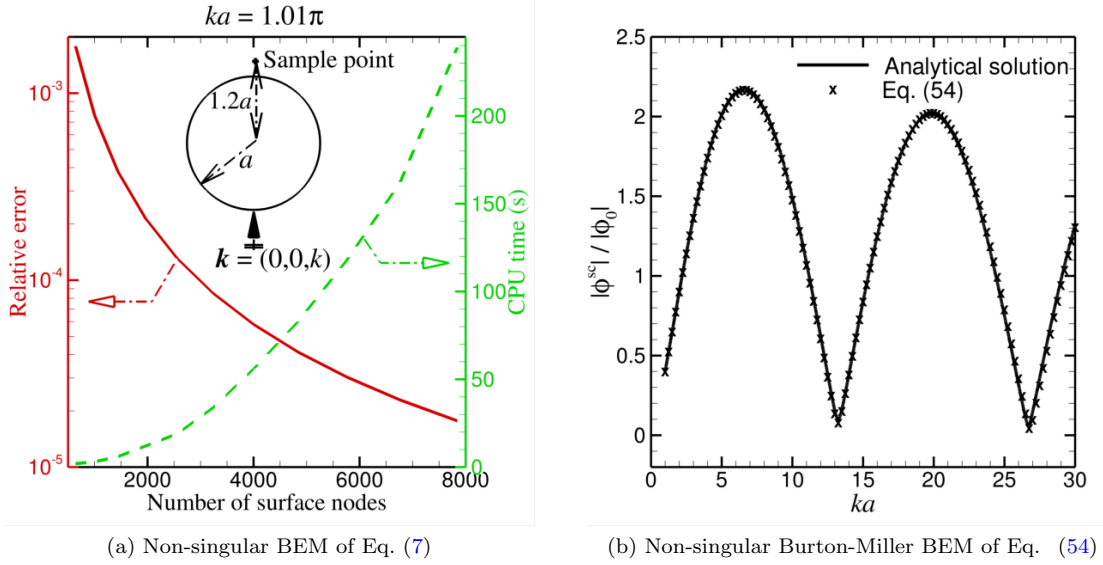 ka = 1.01π
Sample point
1.2a
a
k = (0,0,k)
Relative error
10⁻³
10⁻⁴
10⁻⁵
CPU time (s)
200
150
100
50
0
2000 4000 6000 8000
Number of surface nodes
(a) Non-singular BEM of Eq. (7)
Analytical solution
Eq. (54)
|ϕˢᶜ| / |ϕ₀|
2.5
2
1.5
1
0.5
0
0 5 10 15 20 25 30
ka
(b) Non-singular Burton-Miller BEM of Eq. (54)